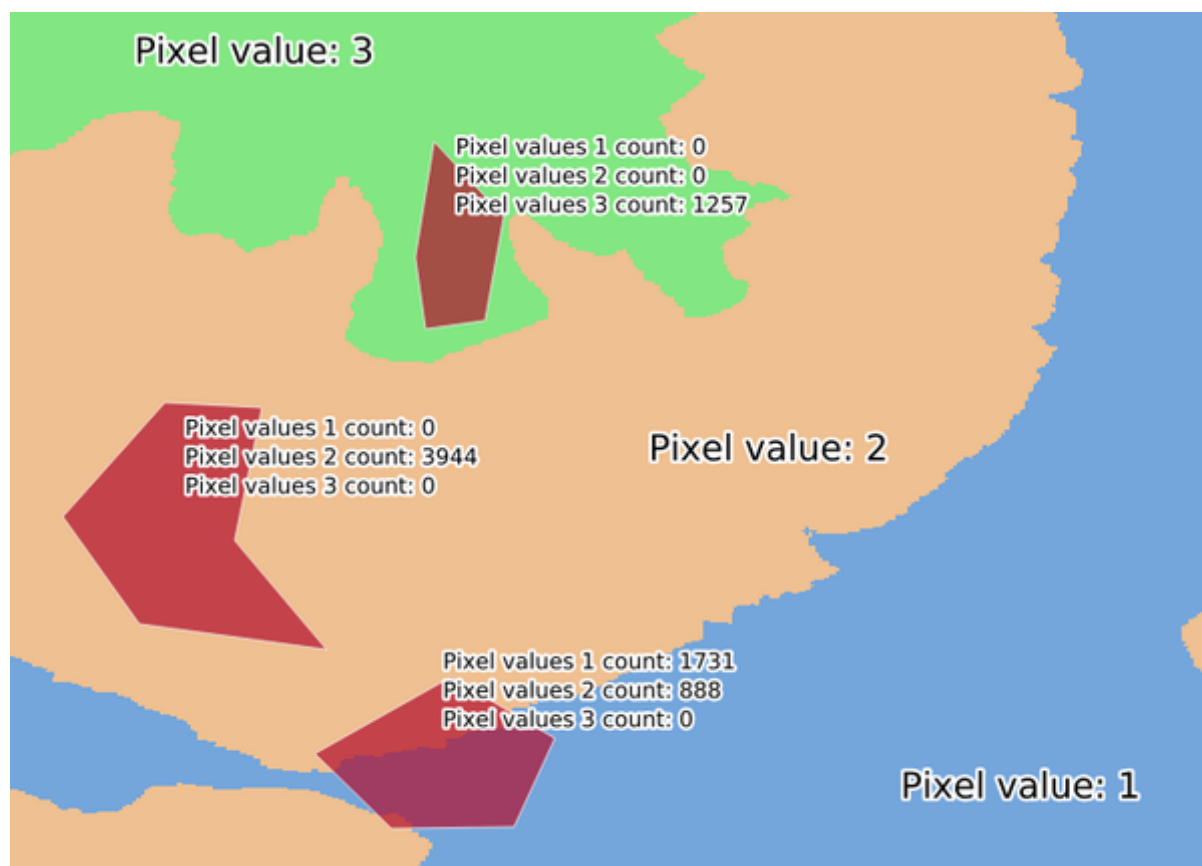 Pixel value: 3
Pixel values 1 count: 0
Pixel values 2 count: 0
Pixel values 3 count: 1257
Pixel values 1 count: 0
Pixel values 2 count: 3944
Pixel values 3 count: 0
Pixel value: 2
Pixel values 1 count: 1731
Pixel values 2 count: 888
Pixel values 3 count: 0
Pixel value: 1